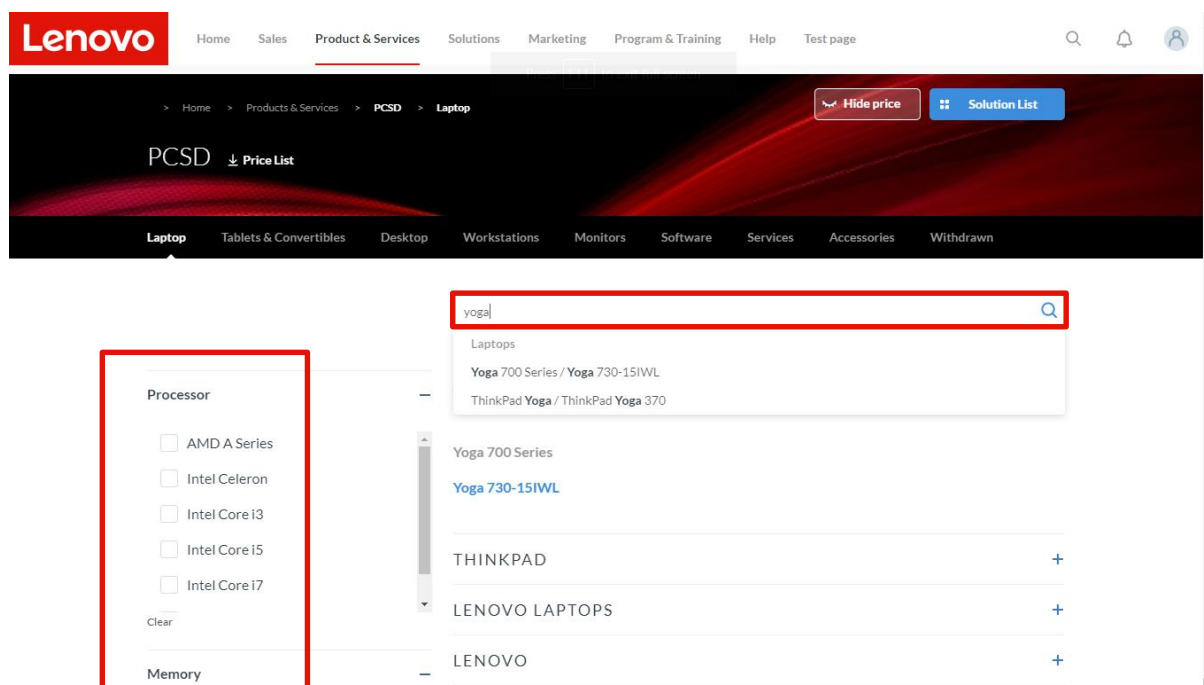 Lenovo
Home Sales Product & Services Solutions Marketing Program & Training Help Test page
> Home > Products & Services > PCSD > Laptop
Hide price
Solution List
PCSD Price List
Laptop Tablets & Convertibles Desktop Workstations Monitors Software Services Accessories Withdrawn
yoga
Laptops
Yoga 700 Series / Yoga 730-15IWL
ThinkPad Yoga / ThinkPad Yoga 370
Processor −
AMD A Series
Intel Celeron
Intel Core i3
Intel Core i5
Intel Core i7
Clear
Memory −
Yoga 700 Series
Yoga 730-15IWL
THINKPAD +
LENOVO LAPTOPS +
LENOVO +